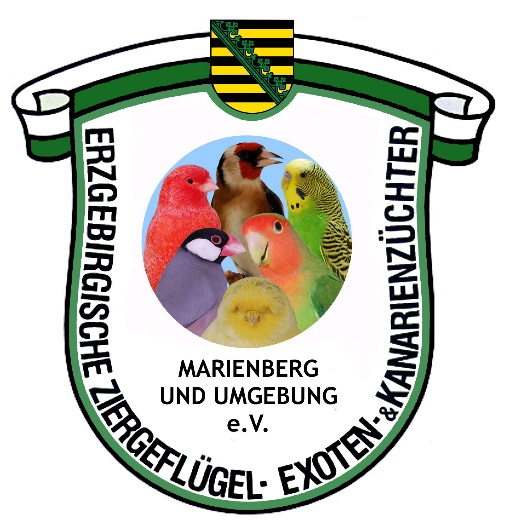 ERZGEBIRGISCHE ZIERGEFLÜGEL- EXOTEN-&KANARIENZÜCHTER
MARIENBERG
UND UMGEBUNG
e.V.